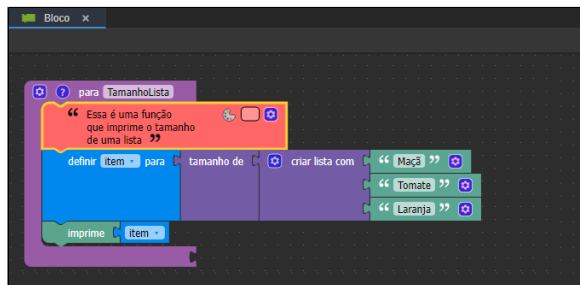 Bloco ×
? para TamanhoLista
“ Essa é uma função
que imprime o tamanho
de uma lista ”
definir item para tamanho de criar lista com “ Maçã ”
“ Tomate ”
“ Laranja ”
imprime item